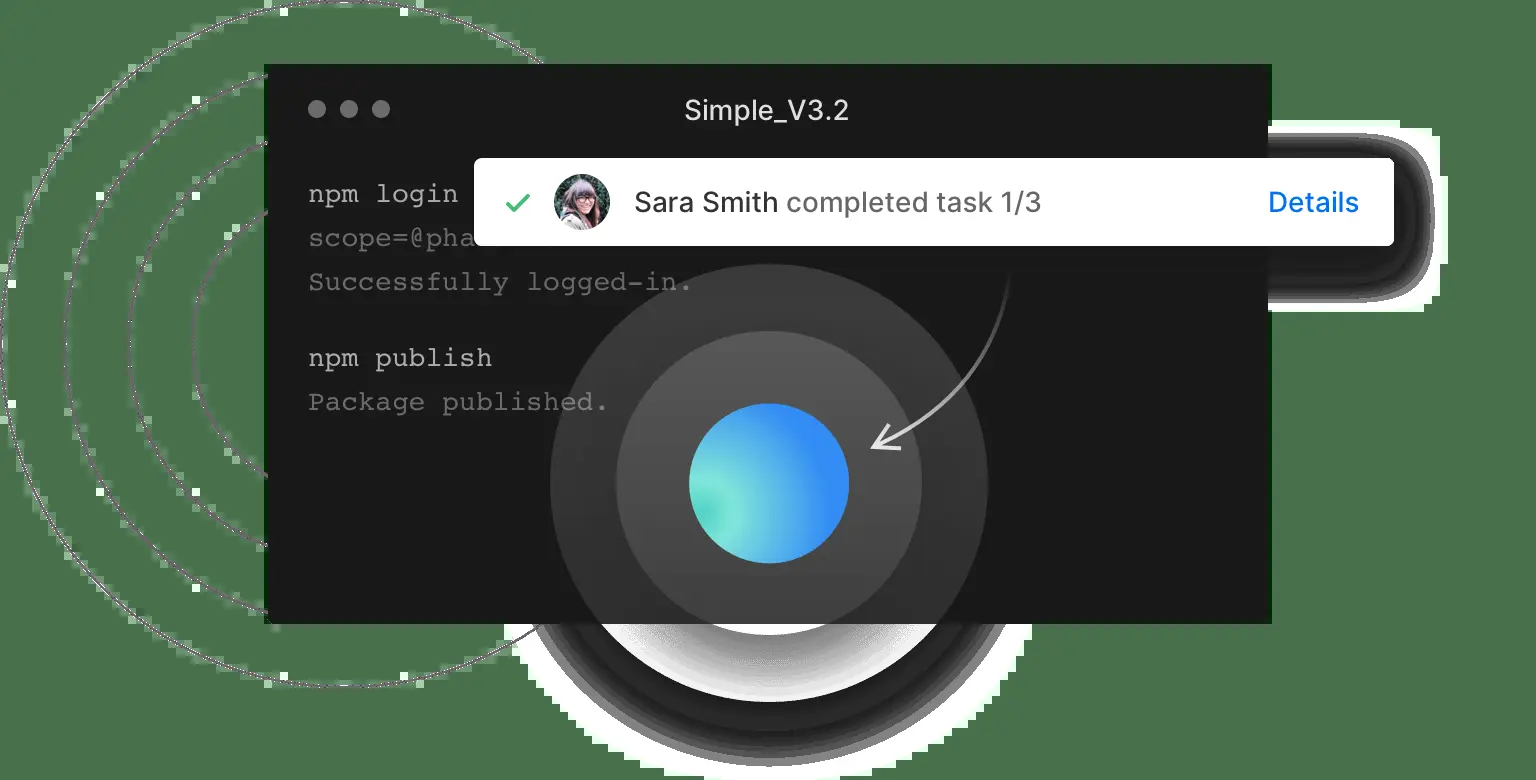 Simple_V3.2
npm login
Sara Smith completed task 1/3
Details
scope=@pha
Successfully logged-in.
npm publish
Package published.